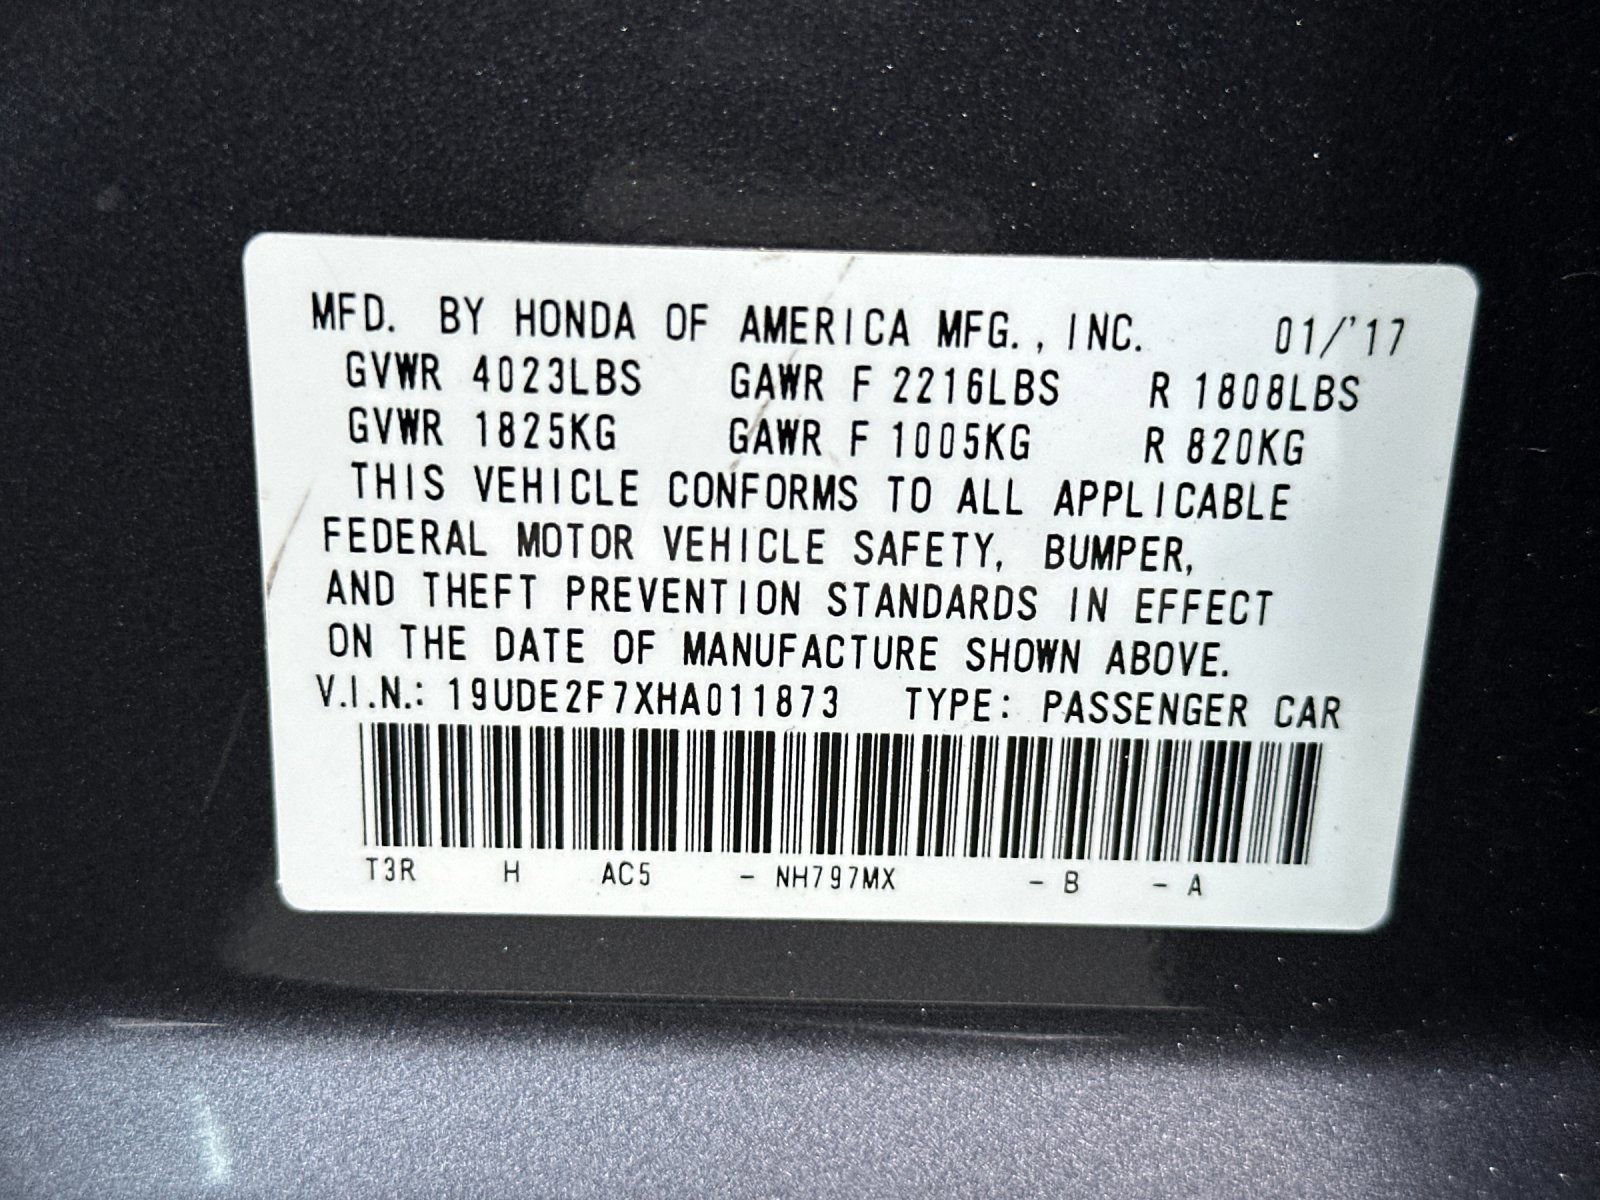 MFD. BY HONDA OF AMERICA MFG., INC. 01/'17
GVWR 4023LBS GAWR F 2216LBS R 1808LBS
GVWR 1825KG GAWR F 1005KG R 820KG
THIS VEHICLE CONFORMS TO ALL APPLICABLE
FEDERAL MOTOR VEHICLE SAFETY, BUMPER,
AND THEFT PREVENTION STANDARDS IN EFFECT
ON THE DATE OF MANUFACTURE SHOWN ABOVE.
V.I.N.: 19UDE2F7XHA011873 TYPE: PASSENGER CAR
T3R H AC5 - NH797MX - B - A